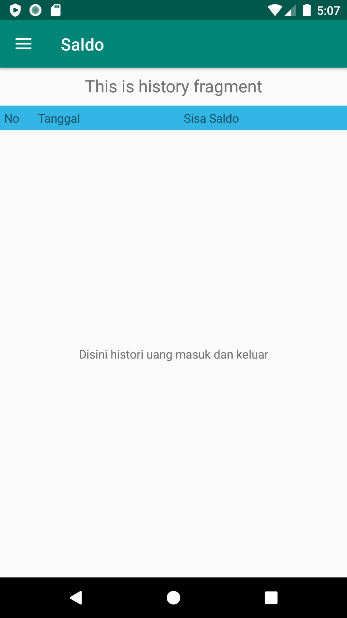 5:07
Saldo
This is history fragment
No Tanggal Sisa Saldo
Disini histori uang masuk dan keluar